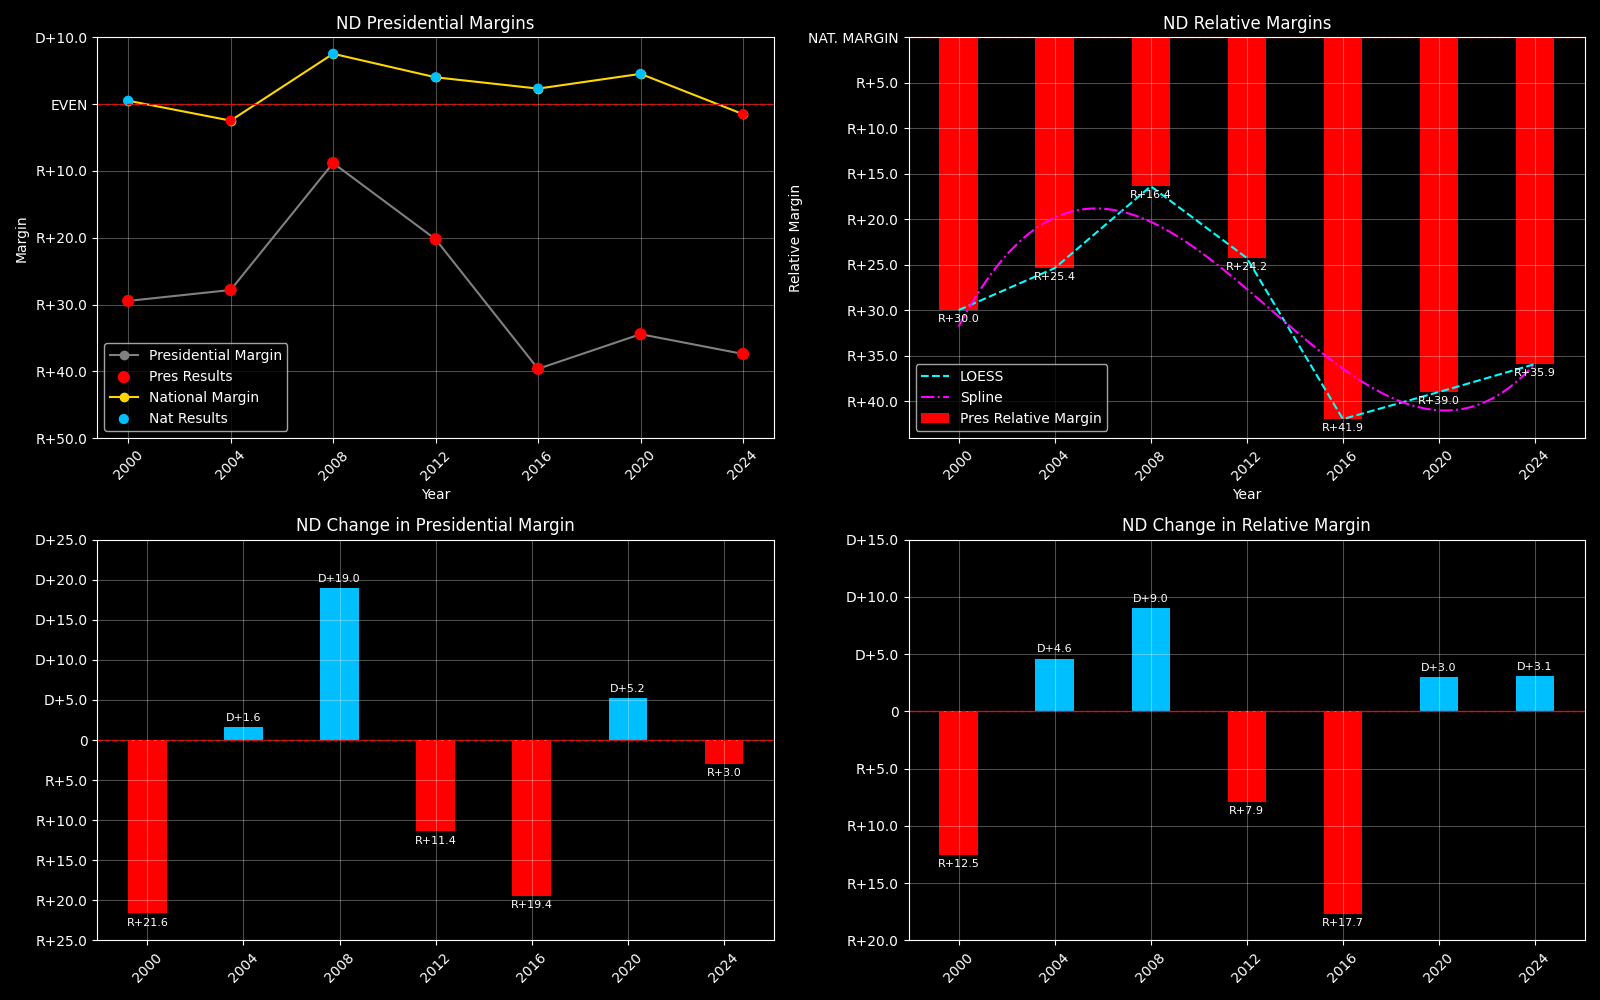 ND Presidential Margins
D+10.0
EVEN
R+10.0
R+20.0
R+30.0
R+40.0
R+50.0
Margin
Presidential Margin
Pres Results
National Margin
Nat Results
2000
2004
2008
2012
2016
2020
2024
Year
ND Relative Margins
NAT. MARGIN
R+5.0
R+10.0
R+15.0
R+20.0
R+25.0
R+30.0
R+35.0
R+40.0
Relative Margin
R+30.0
R+25.4
R+16.4
R+24.2
R+41.9
R+39.0
R+35.9
LOESS
Spline
Pres Relative Margin
2000
2004
2008
2012
2016
2020
2024
Year
ND Change in Presidential Margin
D+25.0
D+20.0
D+15.0
D+10.0
D+5.0
0
R+5.0
R+10.0
R+15.0
R+20.0
R+25.0
R+21.6
D+1.6
D+19.0
R+11.4
R+19.4
D+5.2
R+3.0
2000
2004
2008
2012
2016
2020
2024
ND Change in Relative Margin
D+15.0
D+10.0
D+5.0
0
R+5.0
R+10.0
R+15.0
R+20.0
R+12.5
D+4.6
D+9.0
R+7.9
R+17.7
D+3.0
D+3.1
2000
2004
2008
2012
2016
2020
2024